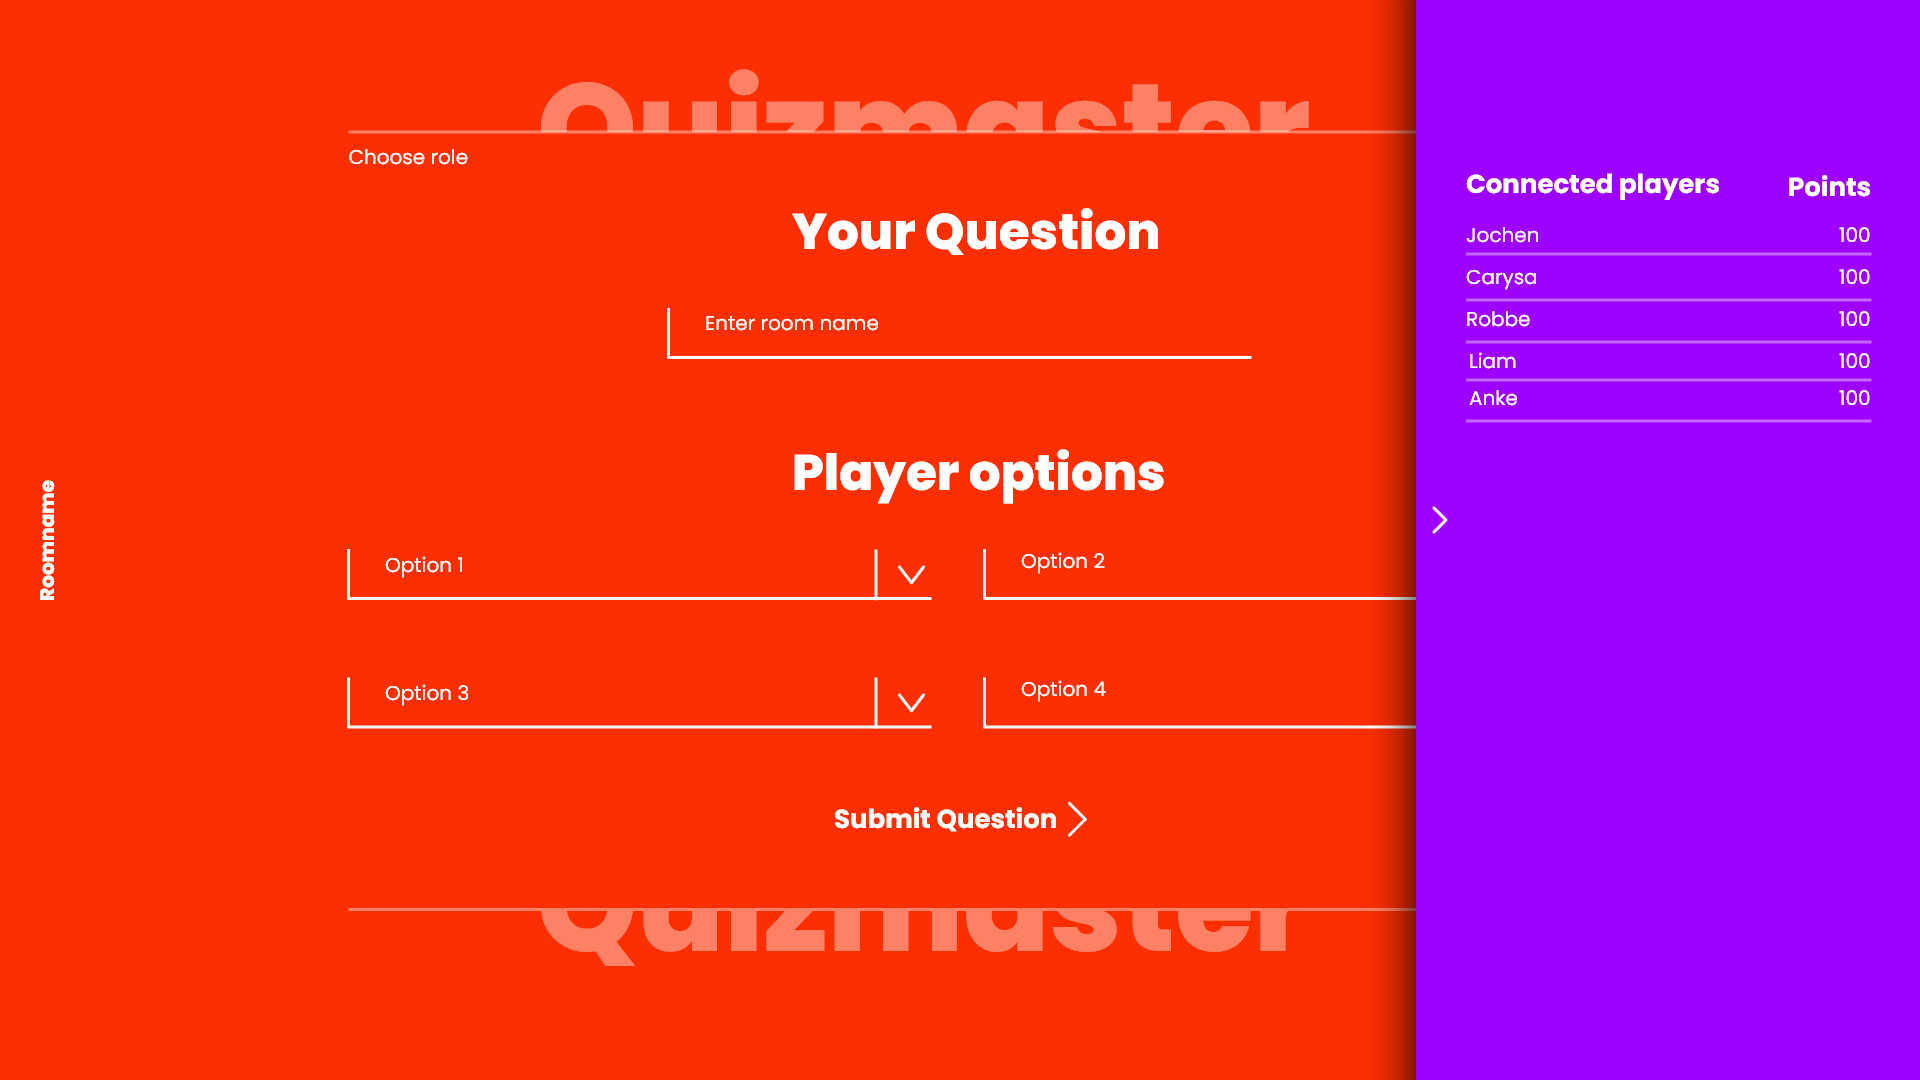 Quizmaster
Choose role
Your Question
Enter room name
Player options
Option 1
Option 2
Option 3
Option 4
Submit Question
Quizmaster
Roomname
Connected players Points
Jochen 100
Carysa 100
Robbe 100
Liam 100
Anke 100